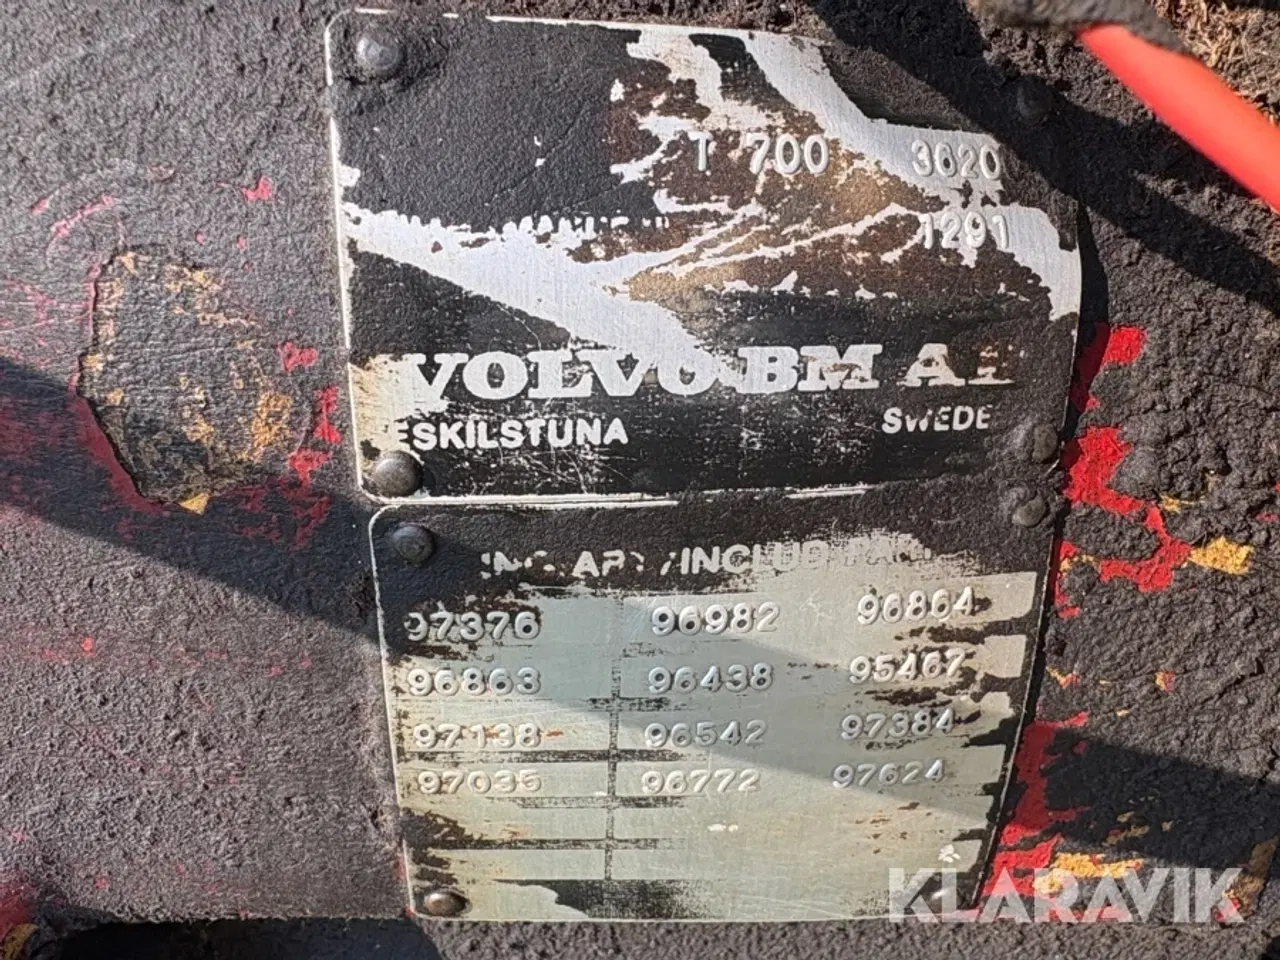 T 700 3620
1291
VOLVO BM A
ESKILSTUNA SWEDE
97376 96982 96864
96863 96438 95467
97138 96542 97384
97035 96772 97624
KLARAVIK